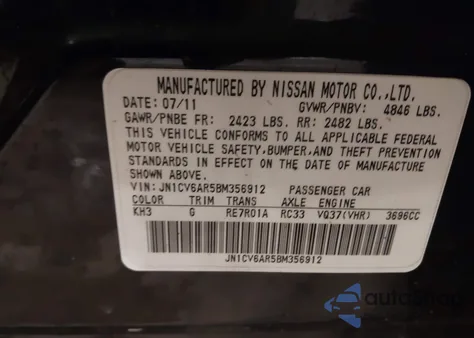 MANUFACTURED BY NISSAN MOTOR CO.,LTD.
DATE: 07/11 GVWR/PNBV: 4846 LBS.
GAWR/PNBE FR: 2423 LBS. RR: 2482 LBS.
THIS VEHICLE CONFORMS TO ALL APPLICABLE FEDERAL
MOTOR VEHICLE SAFETY,BUMPER,AND THEFT PREVENTION
STANDARDS IN EFFECT ON THE DATE OF MANUFACTURE
SHOWN ABOVE.
VIN: JN1CV6AR5BM356912 PASSENGER CAR
COLOR TRIM TRANS AXLE ENGINE
KH3 G RE7R01A RC33 VQ37(VHR) 3696CC
JN1CV6AR5BM356912